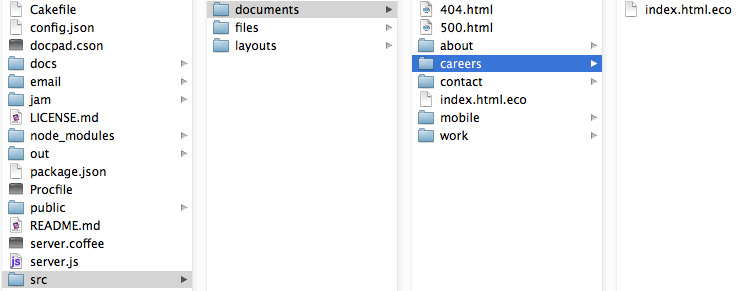 Cakefile
config.json
docpad.cson
docs
email
jam
LICENSE.md
node_modules
out
package.json
Procfile
public
README.md
server.coffee
server.js
src
documents
files
layouts
404.html
500.html
about
careers
contact
index.html.eco
mobile
work
index.html.eco